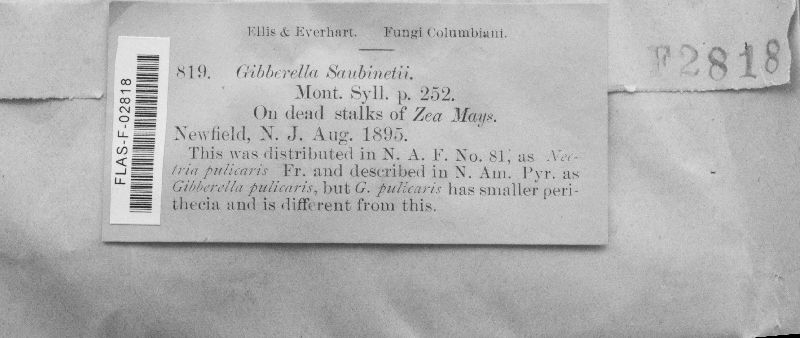 Ellis & Everhart. Fungi Columbiani.
F2818
819. Gibberella Saubinetii.
Mont. Syll. p. 252.
On dead stalks of Zea Mays.
Newfield, N. J. Aug. 1895.
This was distributed in N. A. F. No. 81, as Nec-
tria pulicaris Fr. and described in N. Am. Pyr. as
Gibberella pulicaris, but G. pulicaris has smaller peri-
thecia and is different from this.
FLAS-F-02818